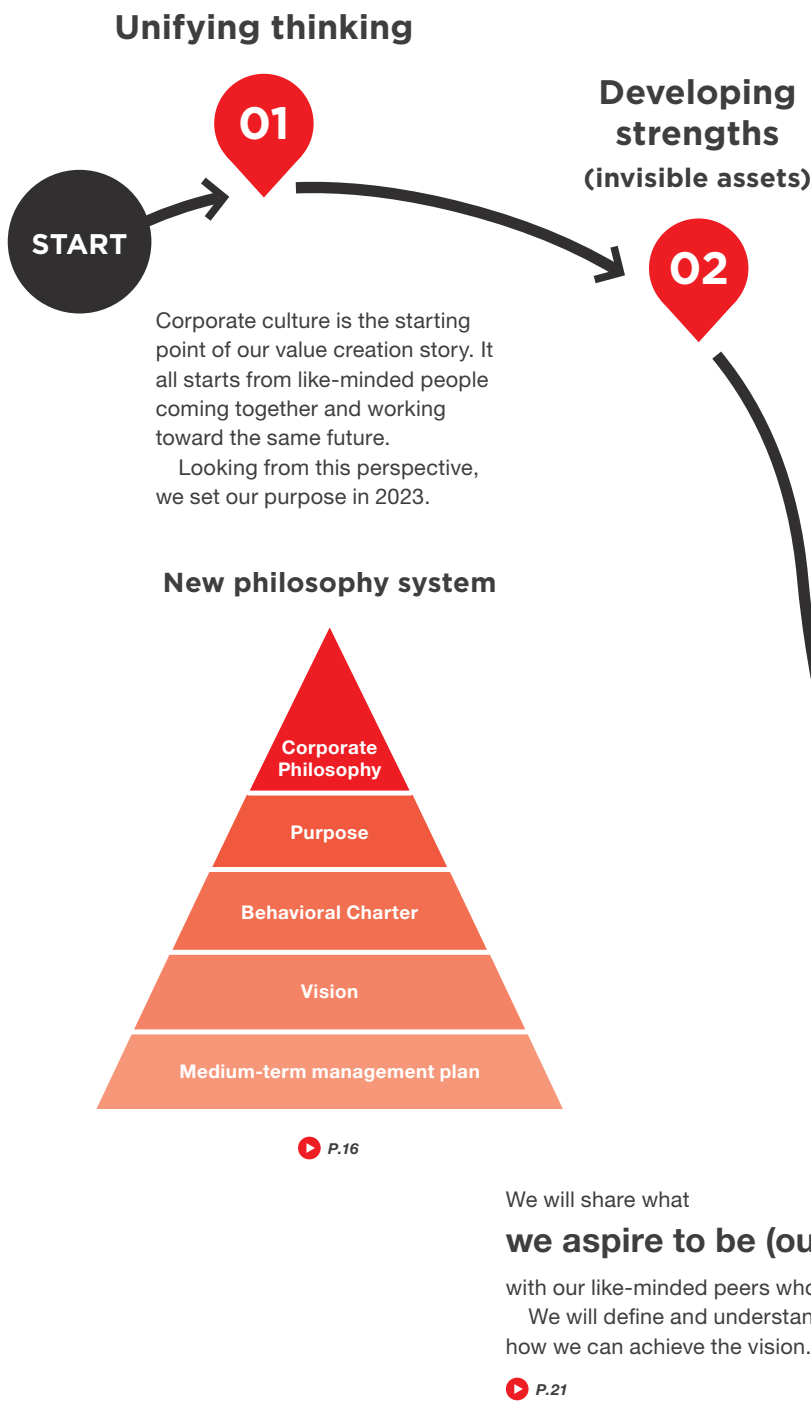 Unifying thinking
01
START
Developing
strengths
(invisible assets)
02
Corporate culture is the starting
point of our value creation story. It
all starts from like-minded people
coming together and working
toward the same future.
Looking from this perspective,
we set our purpose in 2023.
New philosophy system
Corporate
Philosophy
Purpose
Behavioral Charter
Vision
Medium-term management plan
P.16
We will share what
we aspire to be (ou
with our like-minded peers who
We will define and understan
how we can achieve the vision.
P.21